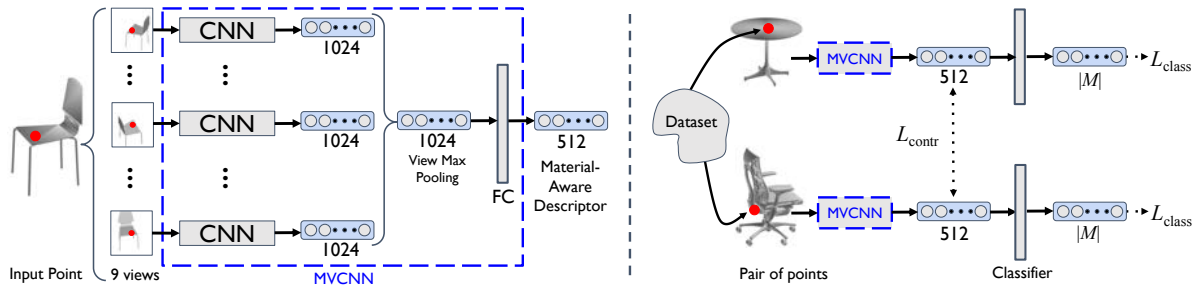 CNN
1024
CNN
1024
1024
View Max
Pooling
FC
512
Material-
Aware
Descriptor
CNN
1024
Input Point
9 views
MVCNN
Dataset
MVCNN
512
|M|
L_class
L_contr
MVCNN
512
|M|
L_class
Pair of points
Classifier